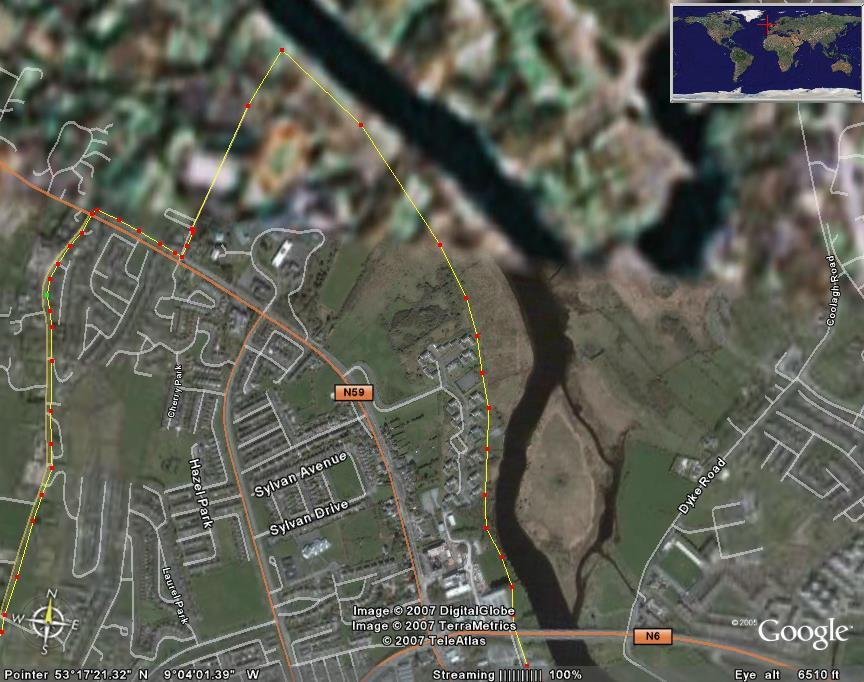 Coolagh Road
Cherry Park
N59
Hazel Park
Sylvan Avenue
Sylvan Drive
Dyke Road
Laurel Park
N
W E
S
Image © 2007 DigitalGlobe
Image © 2007 TerraMetrics
© 2007 TeleAtlas
N6
© 2005 Google™
Pointer 53°17'21.32" N 9°04'01.39" W Streaming |||||||||| 100% Eye alt 6510 ft